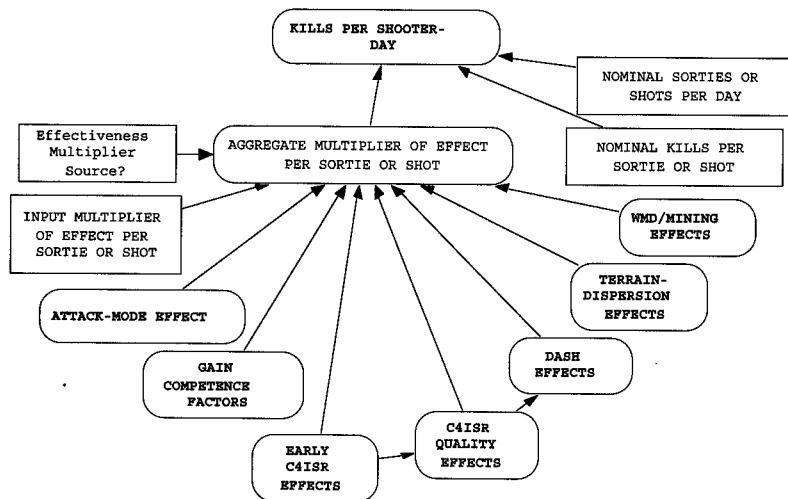 KILLS PER SHOOTER-
DAY
NOMINAL SORTIES OR
SHOTS PER DAY
Effectiveness
Multiplier
Source?
AGGREGATE MULTIPLIER OF EFFECT
PER SORTIE OR SHOT
NOMINAL KILLS PER
SORTIE OR SHOT
INPUT MULTIPLIER
OF EFFECT PER
SORTIE OR SHOT
WMD/MINING
EFFECTS
TERRAIN-
DISPERSION
EFFECTS
ATTACK-MODE EFFECT
DASH
EFFECTS
GAIN
COMPETENCE
FACTORS
C4ISR
QUALITY
EFFECTS
EARLY
C4ISR
EFFECTS